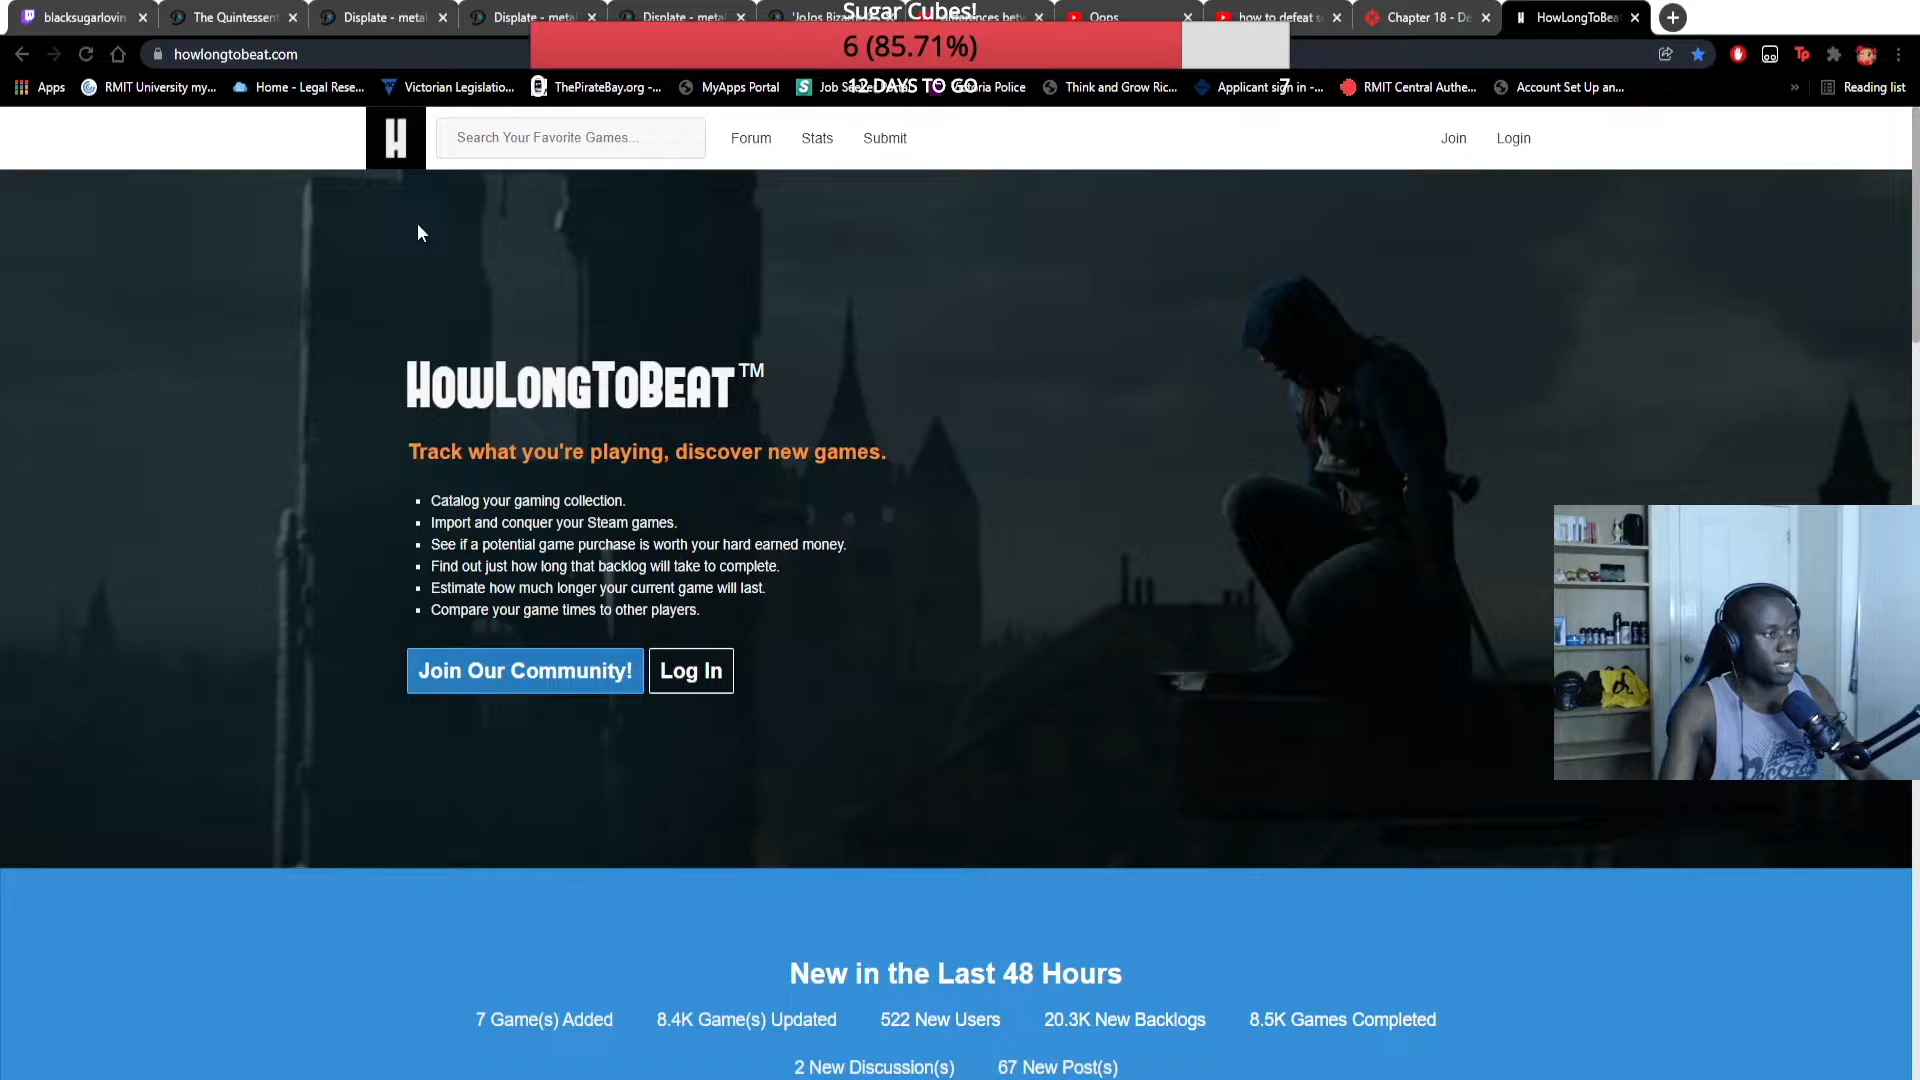 blacksugarlovin
The Quintessent
Displate - metal
Displate - metal
Displate - metal
'JoJos Bizarre
Oops
how to defeat s
Chapter 18 - De
HowLongToBea
Sugar Cubes!
howlongtobeat.com
6 (85.71%)
Apps
RMIT University my...
Home - Legal Rese...
Victorian Legislatio...
ThePirateBay.org -...
MyApps Portal
12 DAYS TO GO
Police
Think and Grow Ric...
Applicant sign in -...
7
RMIT Central Authe...
Account Set Up an...
»
Reading list
H
Search Your Favorite Games...
Forum
Stats
Submit
Join
Login
HowLongToBeat™
Track what you're playing, discover new games.
Catalog your gaming collection.
Import and conquer your Steam games.
See if a potential game purchase is worth your hard earned money.
Find out just how long that backlog will take to complete.
Estimate how much longer your current game will last.
Compare your game times to other players.
Join Our Community!
Log In
New in the Last 48 Hours
7 Game(s) Added
8.4K Game(s) Updated
522 New Users
20.3K New Backlogs
8.5K Games Completed
2 New Discussion(s)
67 New Post(s)